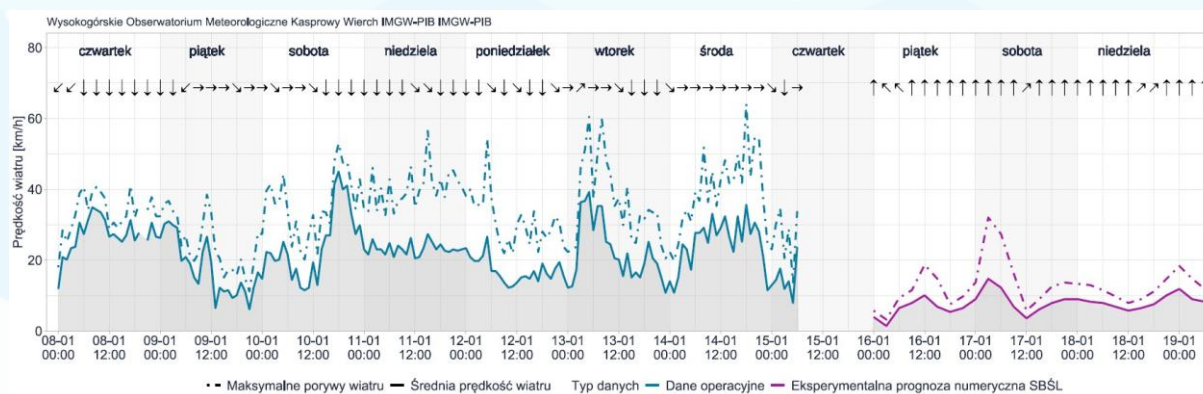 Wysokogórskie Obserwatorium Meteorologiczne Kasprowy Wierch IMGW-PIB IMGW-PIB
czwartek piątek sobota niedziela poniedziałek wtorek środa czwartek piątek sobota niedziela
Prędkość wiatru [km/h]
80
60
40
20
0
08-01 08-01 09-01 09-01 10-01 10-01 11-01 11-01 12-01 12-01 13-01 13-01 14-01 14-01 15-01 15-01 16-01 16-01 17-01 17-01 18-01 18-01 19-01
00:00 12:00 00:00 12:00 00:00 12:00 00:00 12:00 00:00 12:00 00:00 12:00 00:00 12:00 00:00 12:00 00:00 12:00 00:00 12:00 00:00 12:00 00:00
Maksymalne porywy wiatru Średnia prędkość wiatru Typ danych Dane operacyjne Eksperymentalna prognoza numeryczna SBŚL